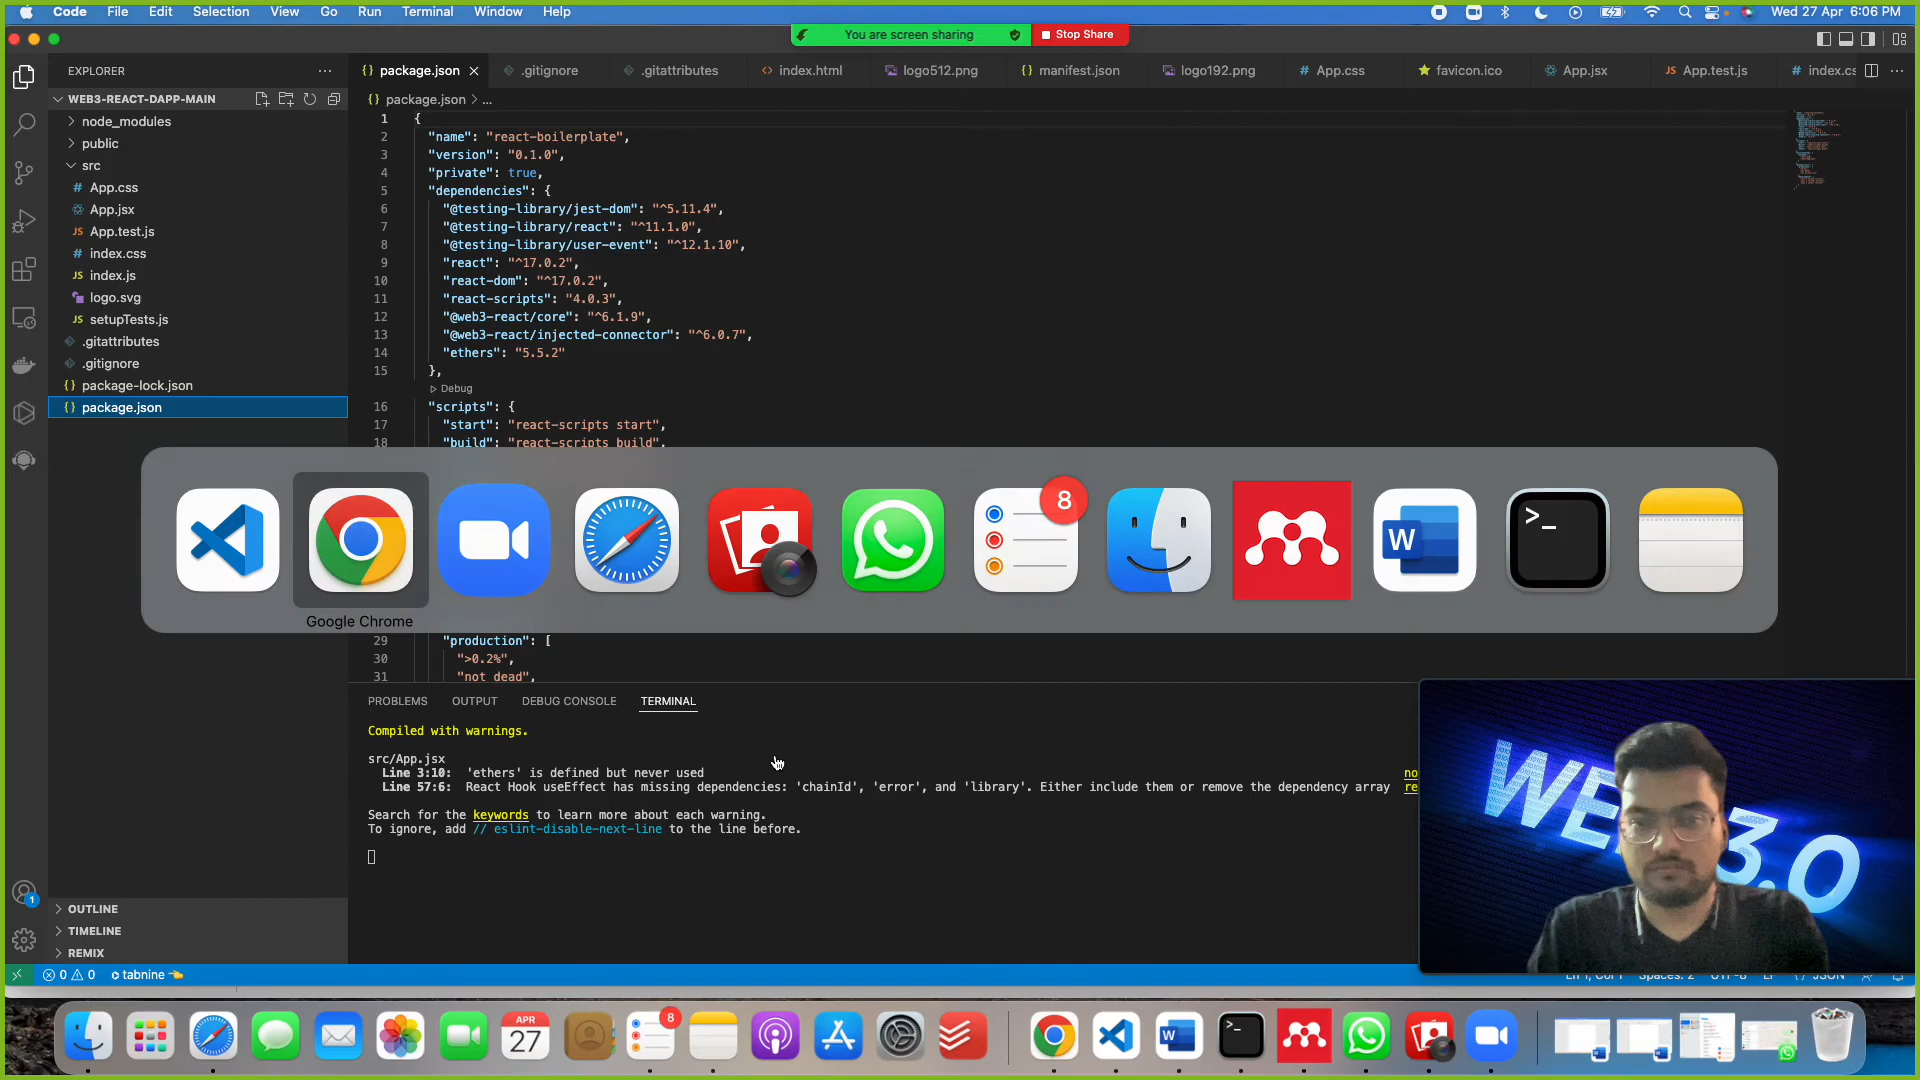 Code File Edit Selection View Go Run Terminal Window Help
Wed 27 Apr 6:06 PM
You are screen sharing
Stop Share
EXPLORER
package.json
.gitignore
.gitattributes
index.html
logo512.png
manifest.json
logo192.png
App.css
favicon.ico
App.jsx
App.test.js
index.cs
WEB3-REACT-DAPP-MAIN
node_modules
public
src
App.css
App.jsx
App.test.js
index.css
index.js
logo.svg
setupTests.js
.gitattributes
.gitignore
package-lock.json
package.json
OUTLINE
TIMELINE
REMIX
package.json > ...
1 {
2 "name": "react-boilerplate",
3 "version": "0.1.0",
4 "private": true,
5 "dependencies": {
6 "@testing-library/jest-dom": "^5.11.4",
7 "@testing-library/react": "^11.1.0",
8 "@testing-library/user-event": "^12.1.10",
9 "react": "^17.0.2",
10 "react-dom": "^17.0.2",
11 "react-scripts": "4.0.3",
12 "@web3-react/core": "^6.1.9",
13 "@web3-react/injected-connector": "^6.0.7",
14 "ethers": "5.5.2"
15 },
Debug
16 "scripts": {
17 "start": "react-scripts start",
18 "build": "react-scripts build",
8
W
>_
Google Chrome
29 "production": [
30 ">0.2%",
31 "not dead",
PROBLEMS OUTPUT DEBUG CONSOLE TERMINAL
Compiled with warnings.
src/App.jsx
Line 3:10: 'ethers' is defined but never used no
Line 57:6: React Hook useEffect has missing dependencies: 'chainId', 'error', and 'library'. Either include them or remove the dependency array re
Search for the keywords to learn more about each warning.
To ignore, add // eslint-disable-next-line to the line before.
1
0 0 tabnine
APR
27
8
W
>_